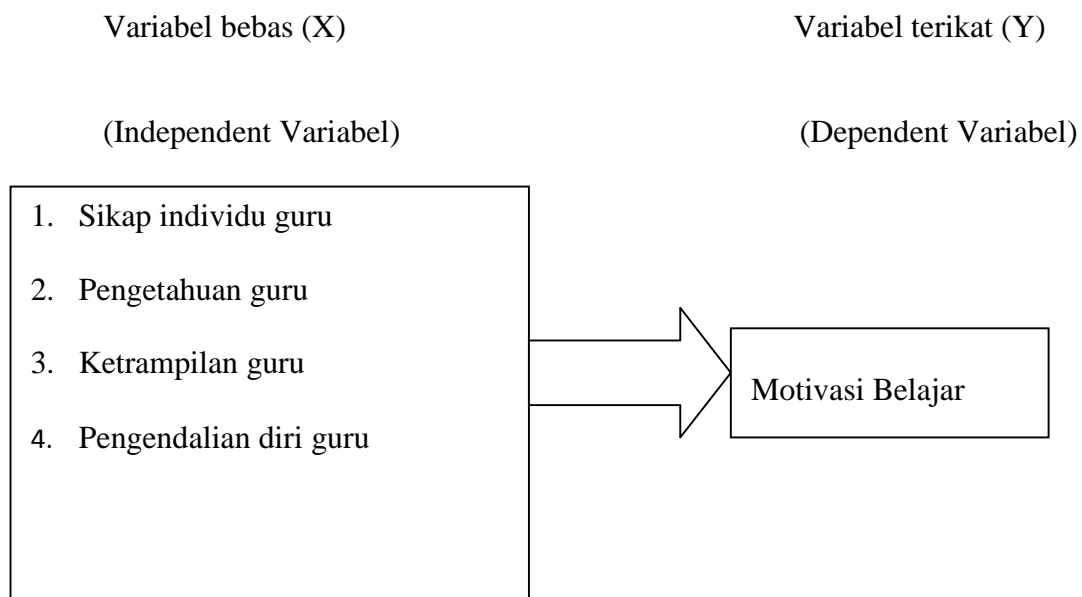 Variabel bebas (X) Variabel terikat (Y)
(Independent Variabel) (Dependent Variabel)
1. Sikap individu guru
2. Pengetahuan guru
3. Ketrampilan guru
4. Pengendalian diri guru
Motivasi Belajar